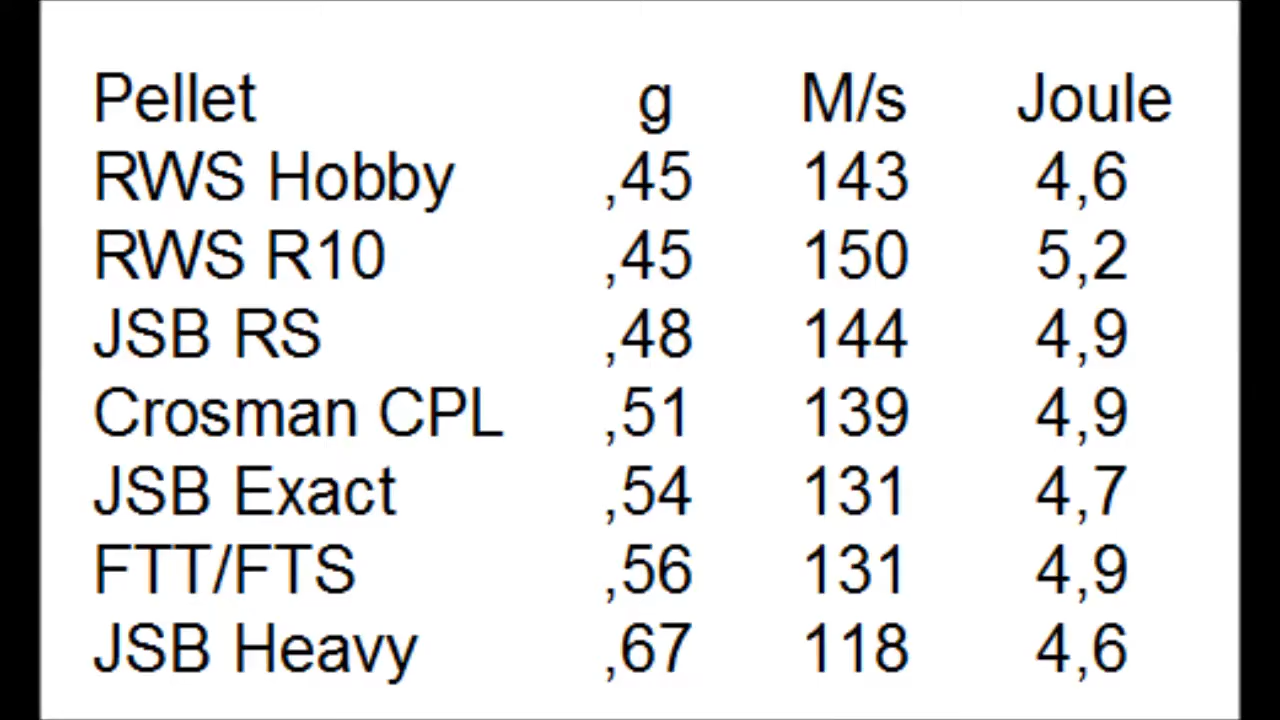 Pellet g M/s Joule
RWS Hobby ,45 143 4,6
RWS R10 ,45 150 5,2
JSB RS ,48 144 4,9
Crosman CPL ,51 139 4,9
JSB Exact ,54 131 4,7
FTT/FTS ,56 131 4,9
JSB Heavy ,67 118 4,6